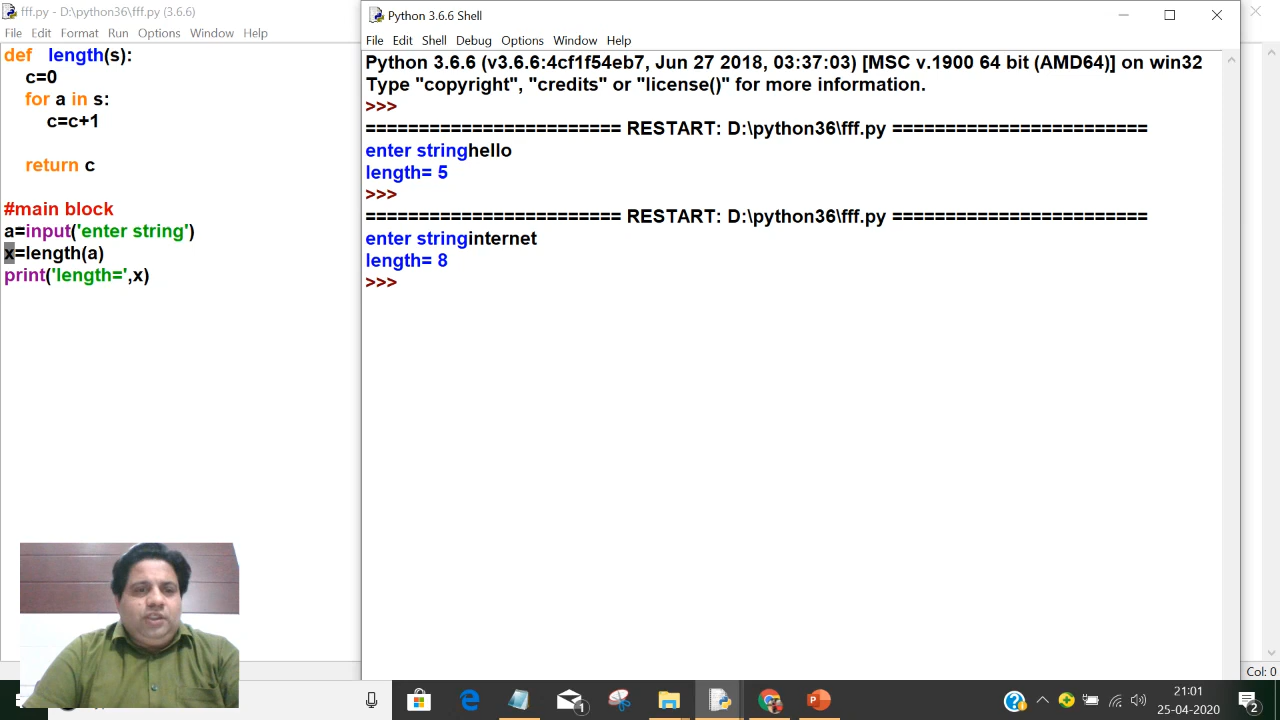 fff.py - D:\python36\fff.py (3.6.6)
File Edit Format Run Options Window Help
def length(s):
c=0
for a in s:
c=c+1
return c
#main block
a=input('enter string')
x=length(a)
print('length=',x)
Python 3.6.6 Shell
File Edit Shell Debug Options Window Help
Python 3.6.6 (v3.6.6:4cf1f54eb7, Jun 27 2018, 03:37:03) [MSC v.1900 64 bit (AMD64)] on win32
Type "copyright", "credits" or "license()" for more information.
>>>
======================== RESTART: D:\python36\fff.py ========================
enter stringhello
length= 5
>>>
======================== RESTART: D:\python36\fff.py ========================
enter stringinternet
length= 8
>>>
Col: 0
1
21:01
25-04-2020
2